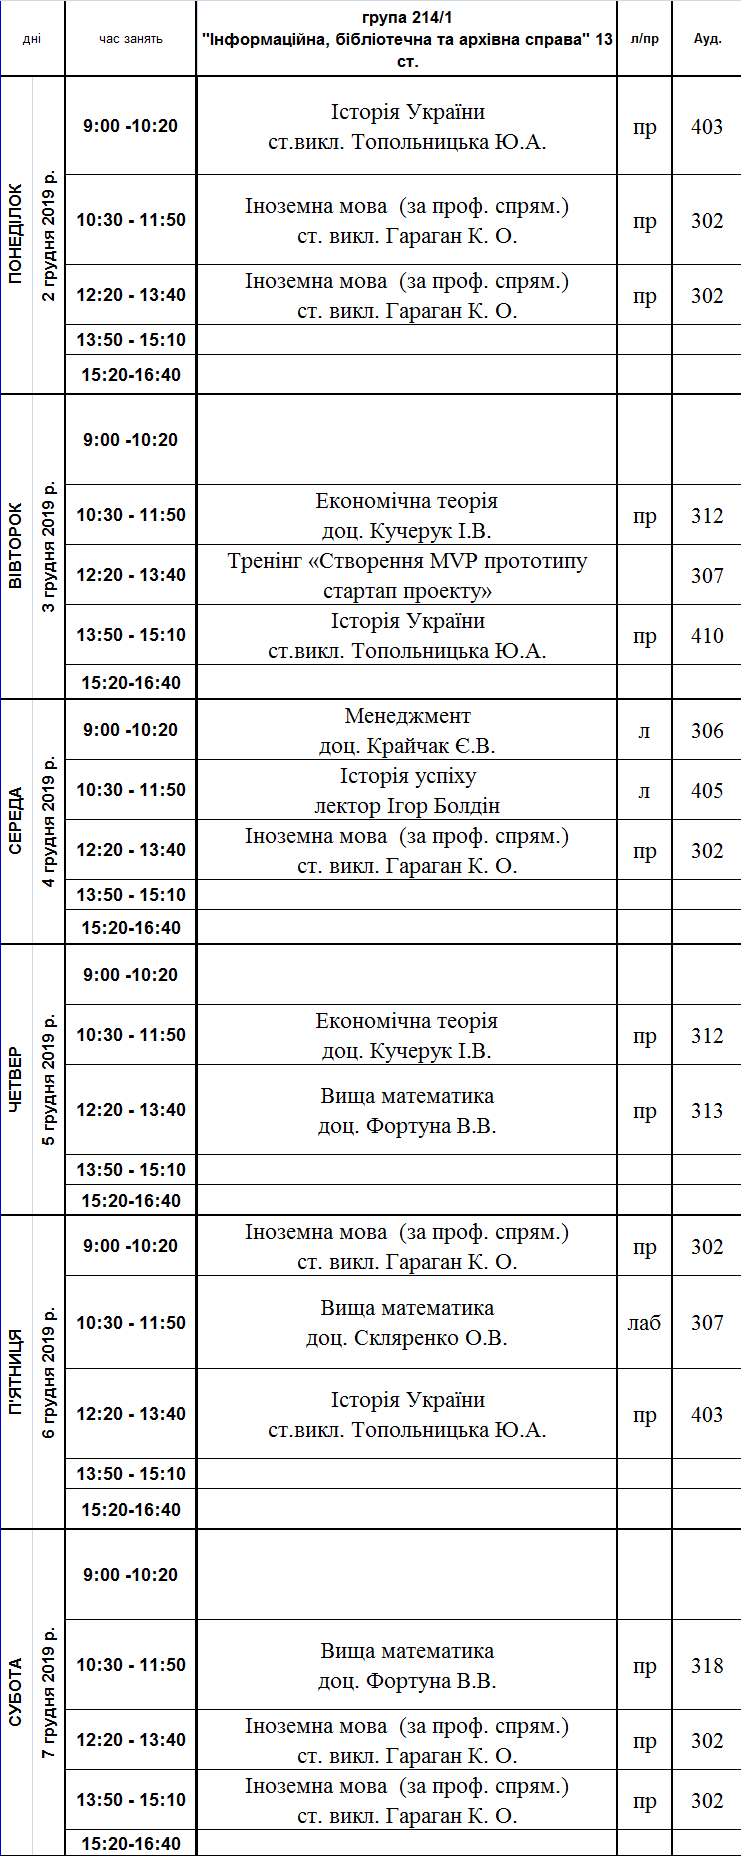 дні
час занять
група 214/1
"Інформаційна, бібліотечна та архівна справа" 13
ст.
л/пр
Ауд.
ПОНЕДІЛОК
2 грудня 2019 р.
9:00 -10:20
Історія України
ст.викл. Топольницька Ю.А.
пр
403
10:30 - 11:50
Іноземна мова (за проф. спрям.)
ст. викл. Гараган К. О.
пр
302
12:20 - 13:40
Іноземна мова (за проф. спрям.)
ст. викл. Гараган К. О.
пр
302
13:50 - 15:10
15:20-16:40
ВІВТОРОК
3 грудня 2019 р.
9:00 -10:20
10:30 - 11:50
Економічна теорія
доц. Кучерук І.В.
пр
312
12:20 - 13:40
Тренінг «Створення MVP прототипу
стартап проекту»
307
13:50 - 15:10
Історія України
ст.викл. Топольницька Ю.А.
пр
410
15:20-16:40
СЕРЕДА
4 грудня 2019 р.
9:00 -10:20
Менеджмент
доц. Крайчак Є.В.
л
306
10:30 - 11:50
Історія успіху
лектор Ігор Болдін
л
405
12:20 - 13:40
Іноземна мова (за проф. спрям.)
ст. викл. Гараган К. О.
пр
302
13:50 - 15:10
15:20-16:40
ЧЕТВЕР
5 грудня 2019 р.
9:00 -10:20
10:30 - 11:50
Економічна теорія
доц. Кучерук І.В.
пр
312
12:20 - 13:40
Вища математика
доц. Фортуна В.В.
пр
313
13:50 - 15:10
15:20-16:40
П'ЯТНИЦЯ
6 грудня 2019 р.
9:00 -10:20
Іноземна мова (за проф. спрям.)
ст. викл. Гараган К. О.
пр
302
10:30 - 11:50
Вища математика
доц. Скляренко О.В.
лаб
307
12:20 - 13:40
Історія України
ст.викл. Топольницька Ю.А.
пр
403
13:50 - 15:10
15:20-16:40
СУБОТА
7 грудня 2019 р.
9:00 -10:20
10:30 - 11:50
Вища математика
доц. Фортуна В.В.
пр
318
12:20 - 13:40
Іноземна мова (за проф. спрям.)
ст. викл. Гараган К. О.
пр
302
13:50 - 15:10
Іноземна мова (за проф. спрям.)
ст. викл. Гараган К. О.
пр
302
15:20-16:40